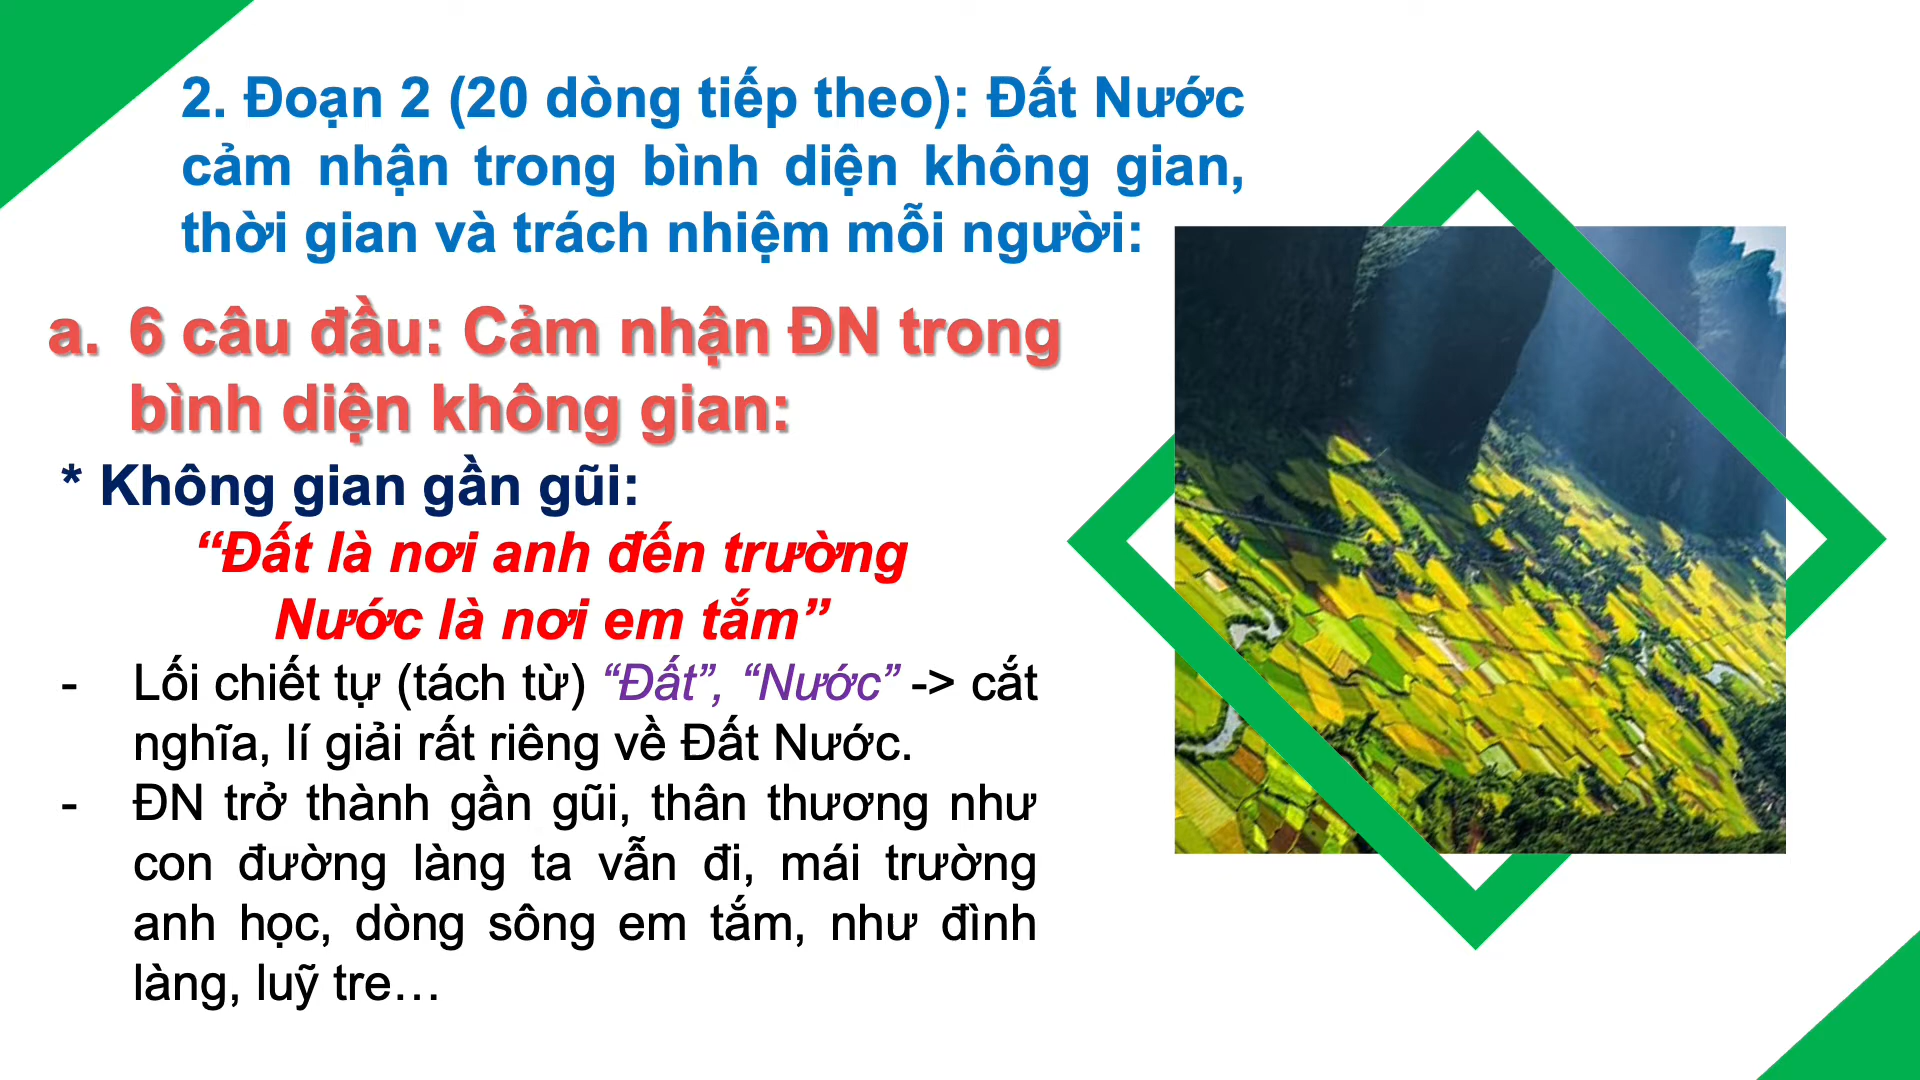 2. Đoạn 2 (20 dòng tiếp theo): Đất Nước
cảm nhận trong bình diện không gian,
thời gian và trách nhiệm mỗi người:
a. 6 câu đầu: Cảm nhận ĐN trong
bình diện không gian:
* Không gian gần gũi:
“Đất là nơi anh đến trường
Nước là nơi em tắm”
- Lối chiết tự (tách từ) “Đất”, “Nước” -> cắt
nghĩa, lí giải rất riêng về Đất Nước.
- ĐN trở thành gần gũi, thân thương như
con đường làng ta vẫn đi, mái trường
anh học, dòng sông em tắm, như đình
làng, luỹ tre…